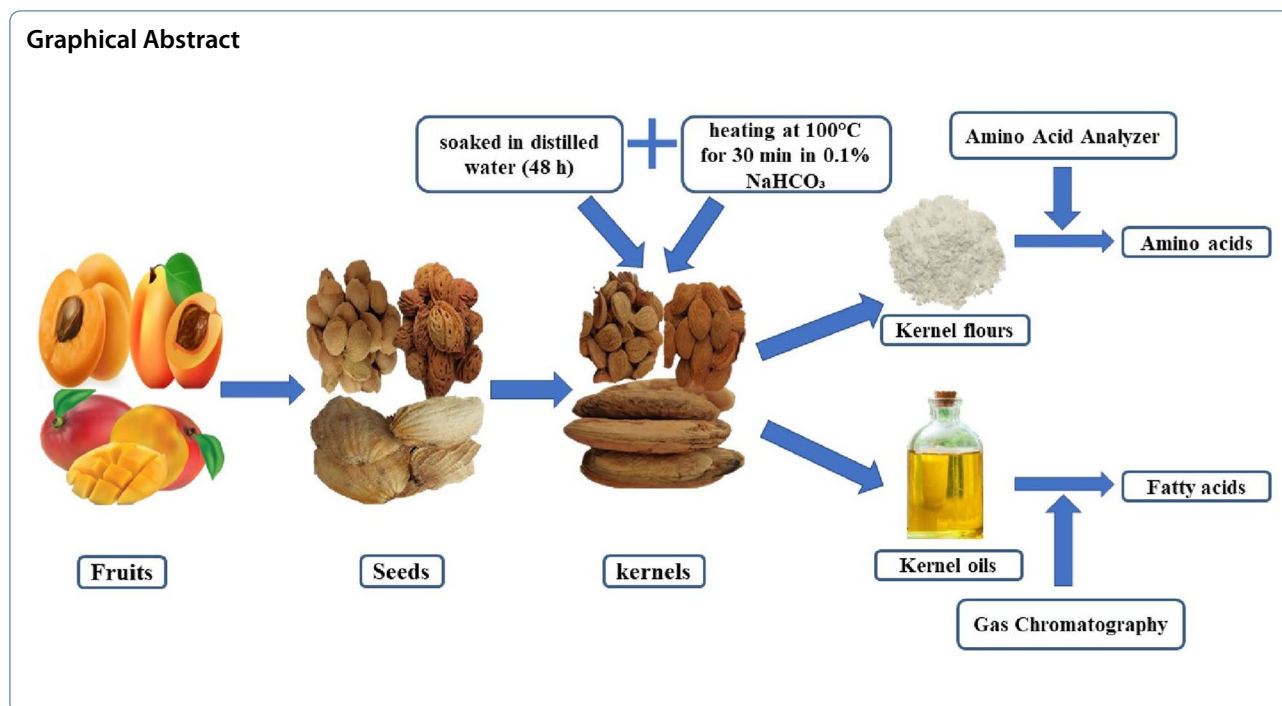 Graphical Abstract
soaked in distilled
water (48 h)
heating at 100°C
for 30 min in 0.1%
NaHCO₃
Amino Acid Analyzer
Amino acids
Kernel flours
Fatty acids
Kernel oils
Fruits
Seeds
kernels
Gas Chromatography